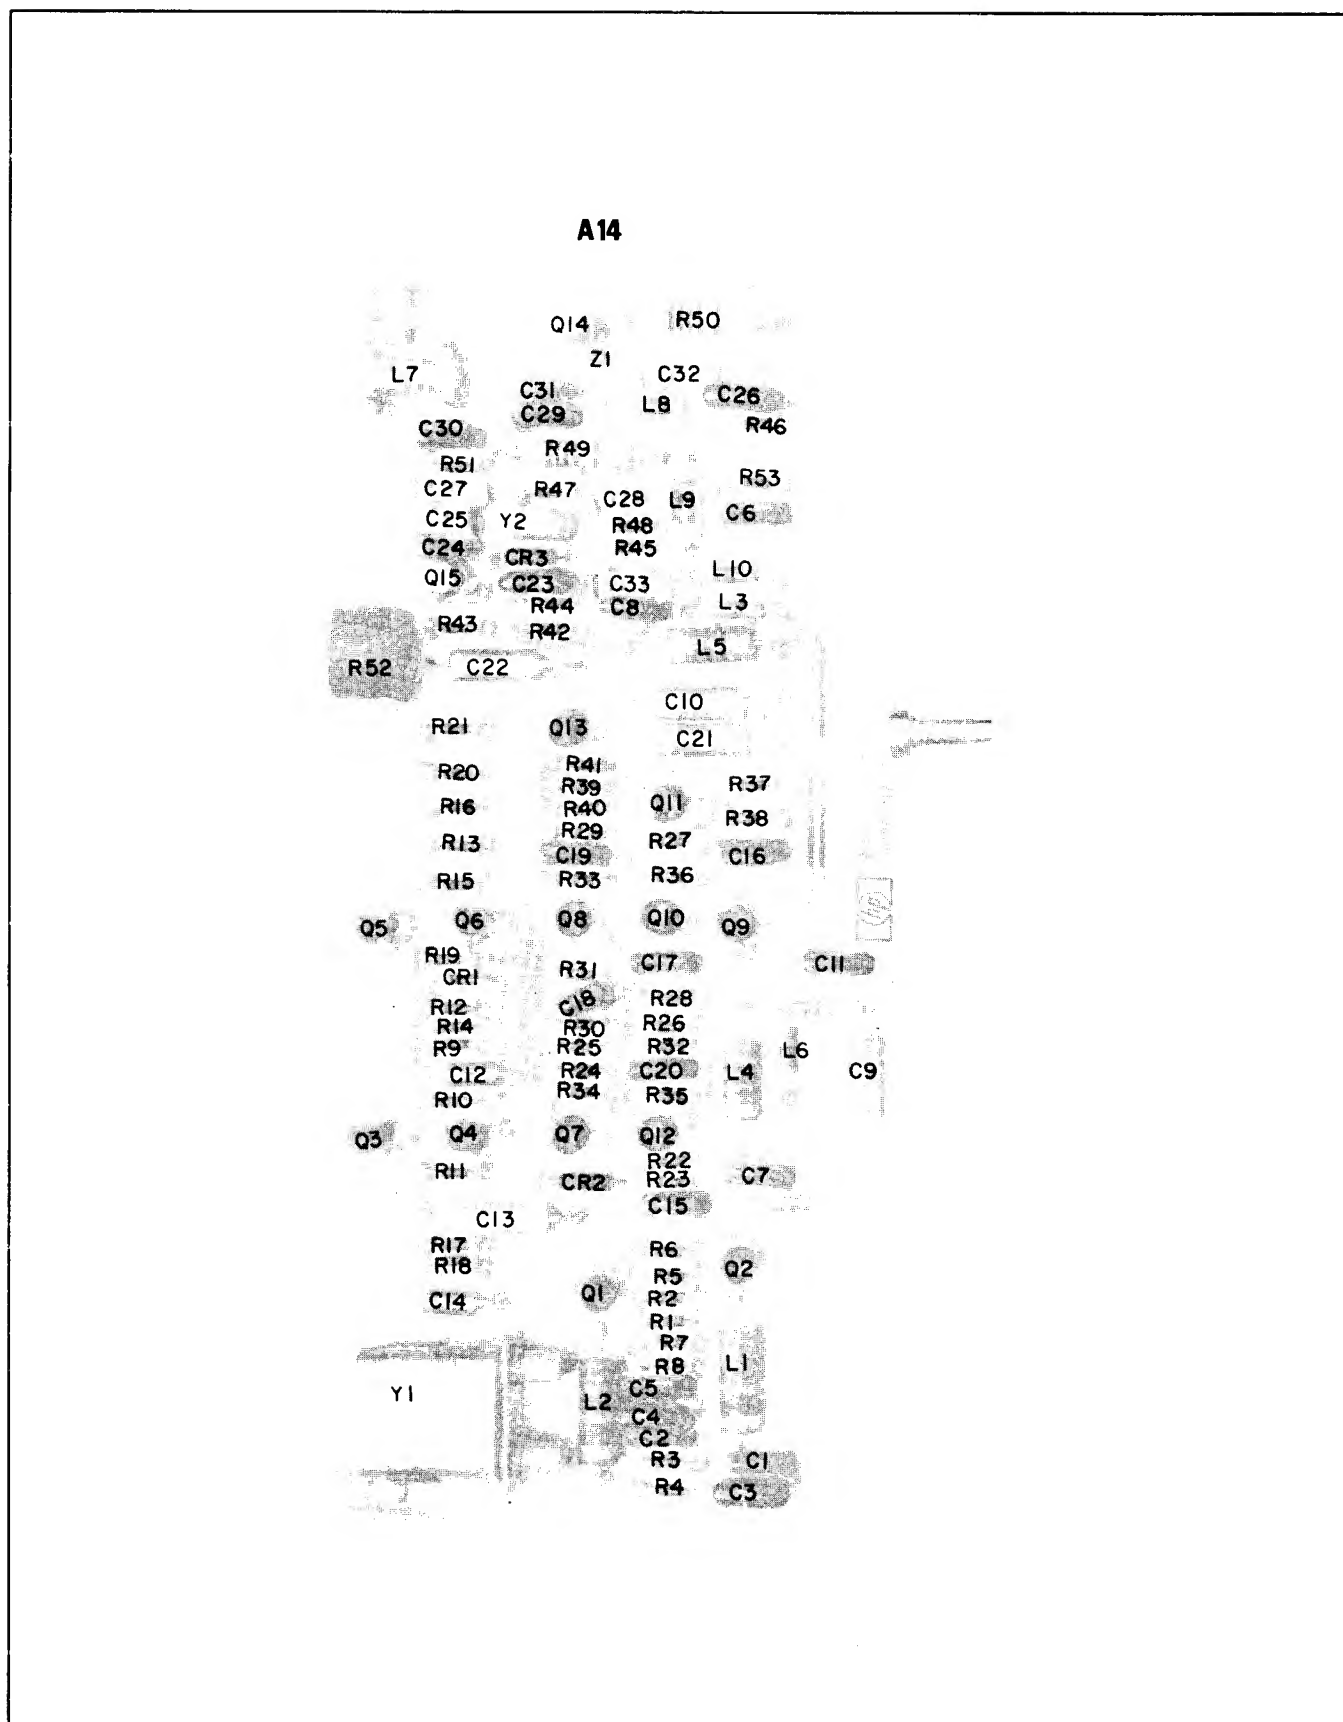 A14
Q14 R50
Z1
L7 C32
C31 C26
C29 L8
C30 R46
R49
R51 R53
C27 R47 C28 L9
C25 Y2 R48 C6
C24 CR3 R45
Q15 C23 C33 L10
R44 C8 L3
R43 R42
R52 C22 L5
C10
R21 Q13 C21
R20 R41
R39 R37
R16 R40 Q11 R38
R13 R29 R27
C19 C16
R15 R33 R36
Q5 Q6 Q8 Q10 Q9
hp
R19 R31 C17 C11
CR1
R12 C18 R28
R14 R30 R26
R9 R25 R32 L6
C12 R24 C20 L4 C9
R10 R34 R35
Q3 Q4 Q7 Q12
R11 R22
CR2 R23 C7
C15
C13
R17 R6
R18 R5 Q2
C14 Q1 R2
R1
R7
R8 L1
Y1 L2 C5
C4
C2
R3 C1
R4 C3